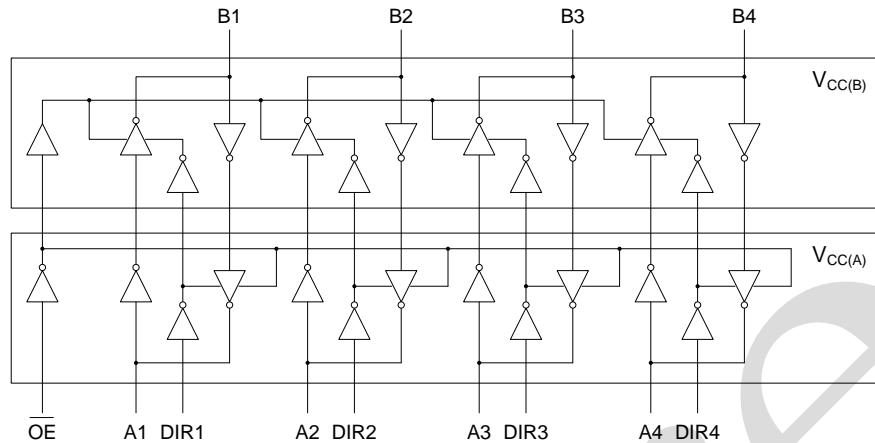 B1 B2 B3 B4
VCC(B)
VCC(A)
OE A1 DIR1 A2 DIR2 A3 DIR3 A4 DIR4